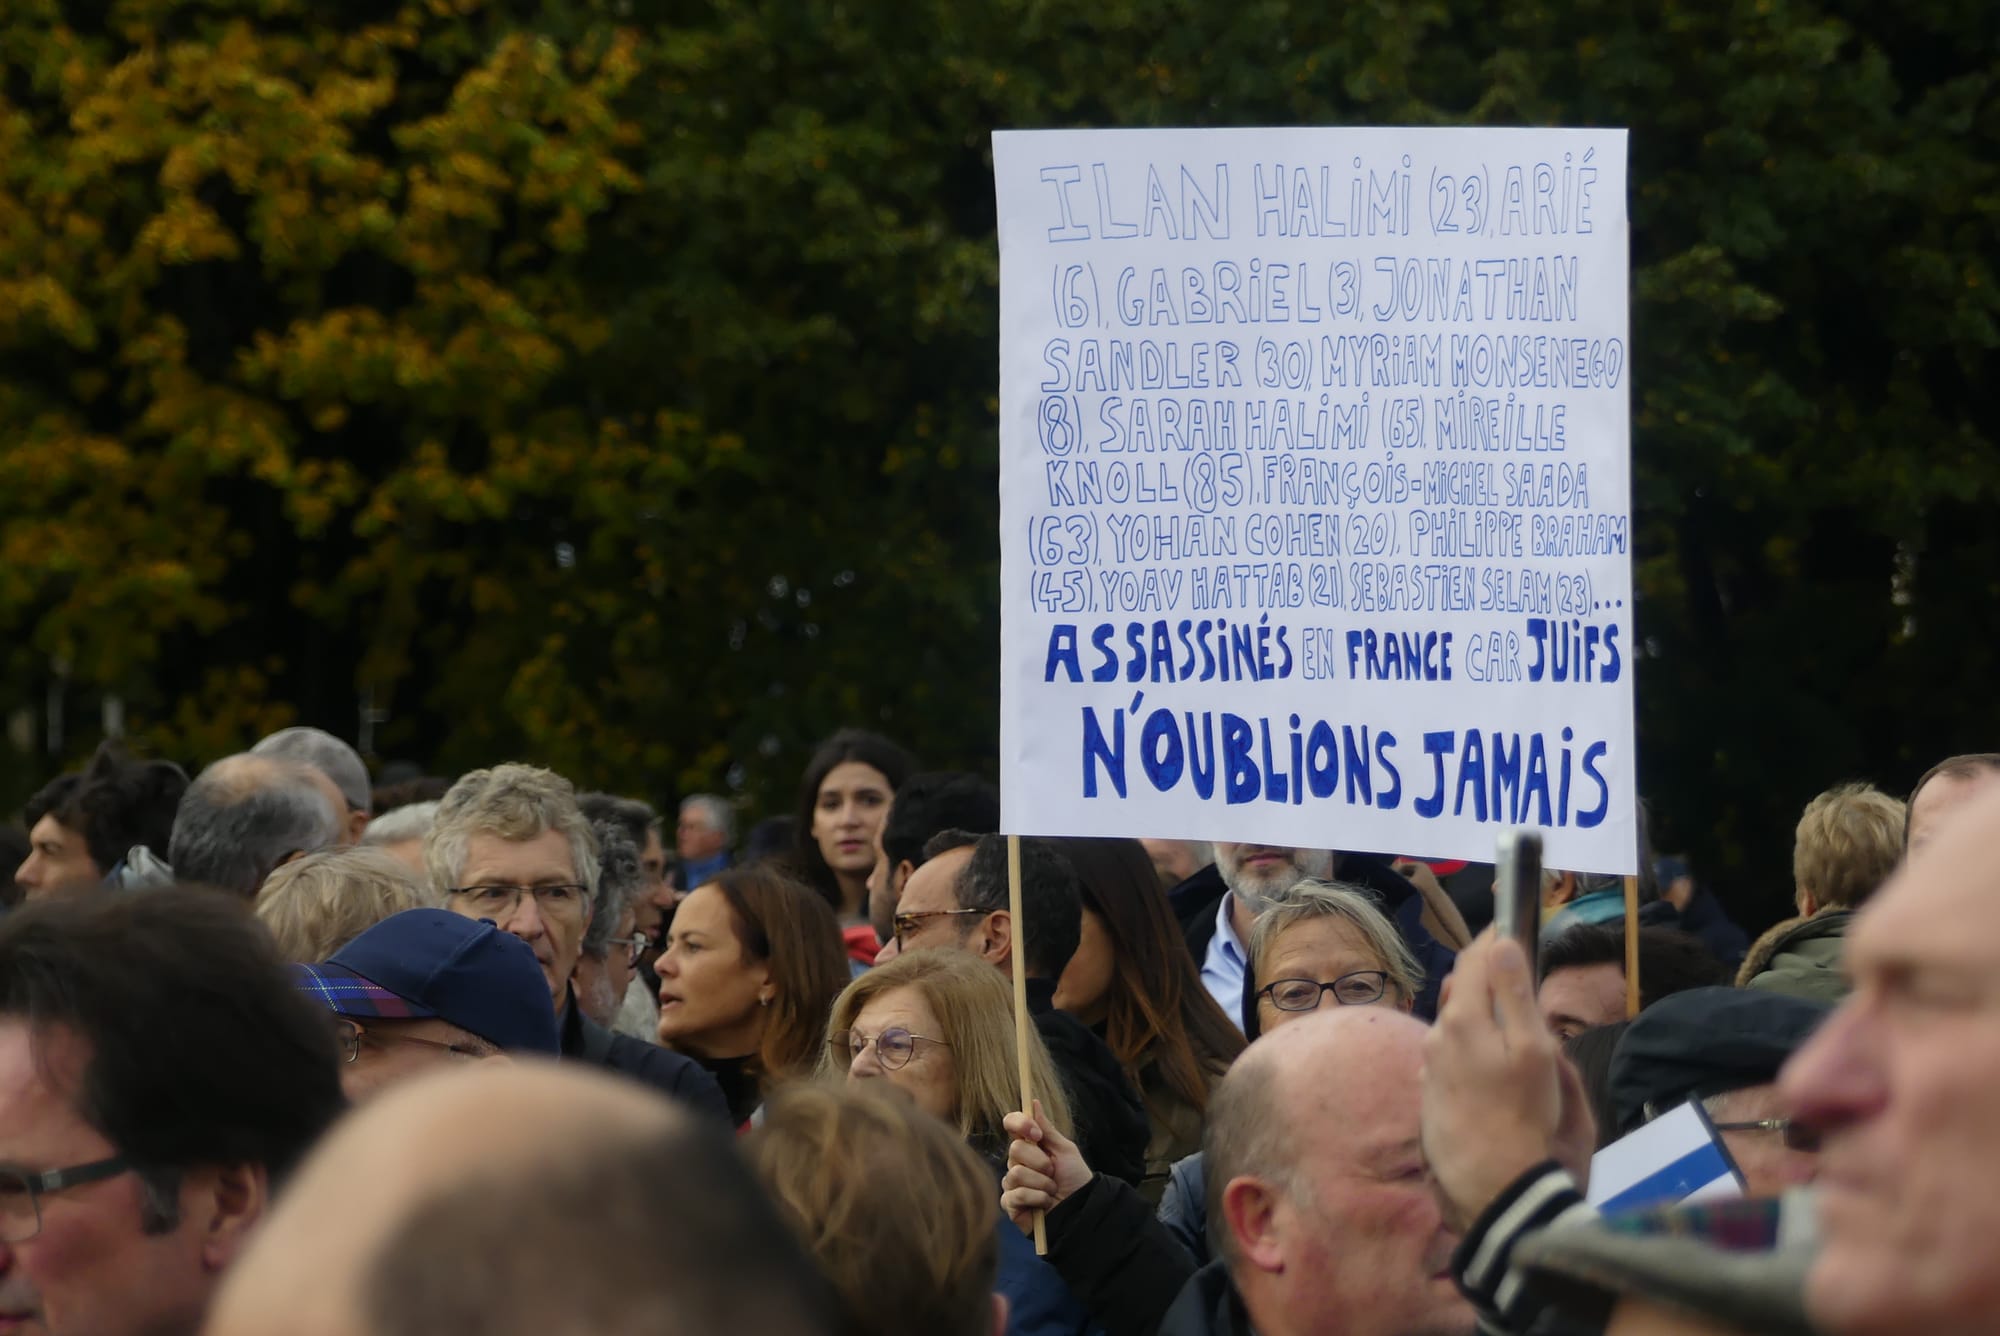 ILAN HALiMi (23), ARIÉ
(6), GABRiEL (3), JONATHAN
SANDLER (30), MYRiAM MONSENEGO
(8), SARAH HALiMi (65), MiREiLLE
KNOLL (85), FRANÇOiS-MiCHEL SAADA
(63), YOHAN COHEN (20), PHiLiPPE BRAHAM
(45), YOAV HATTAB (21), SEBASTiEN SELAM (23),...
ASSASSiNÉS EN FRANCE CAR JUiFS
N'OUBLiONS JAMAiS